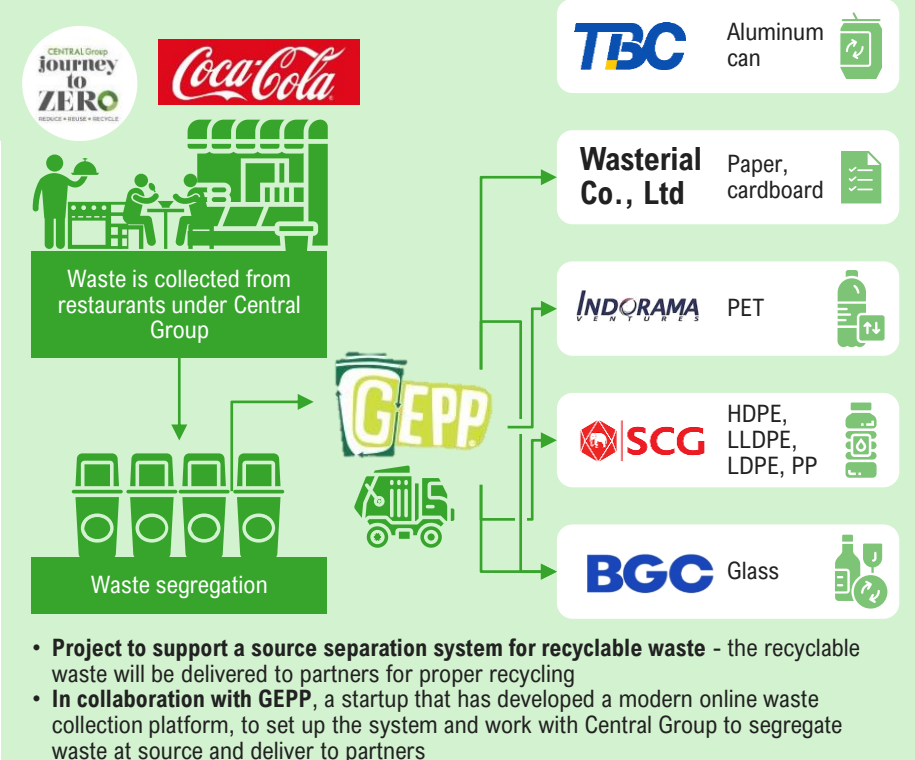 CENTRAL Group
journey
to
ZERO
REDUCE • REUSE • RECYCLE
Coca-Cola
Waste is collected from
restaurants under Central
Group
Waste segregation
GEPP
TBC
Aluminum
can
Wasterial
Co., Ltd
Paper,
cardboard
INDORAMA
VENTURES
PET
SCG
HDPE,
LLDPE,
LDPE, PP
BGC
Glass
• Project to support a source separation system for recyclable waste - the recyclable
waste will be delivered to partners for proper recycling
• In collaboration with GEPP, a startup that has developed a modern online waste
collection platform, to set up the system and work with Central Group to segregate
waste at source and deliver to partners